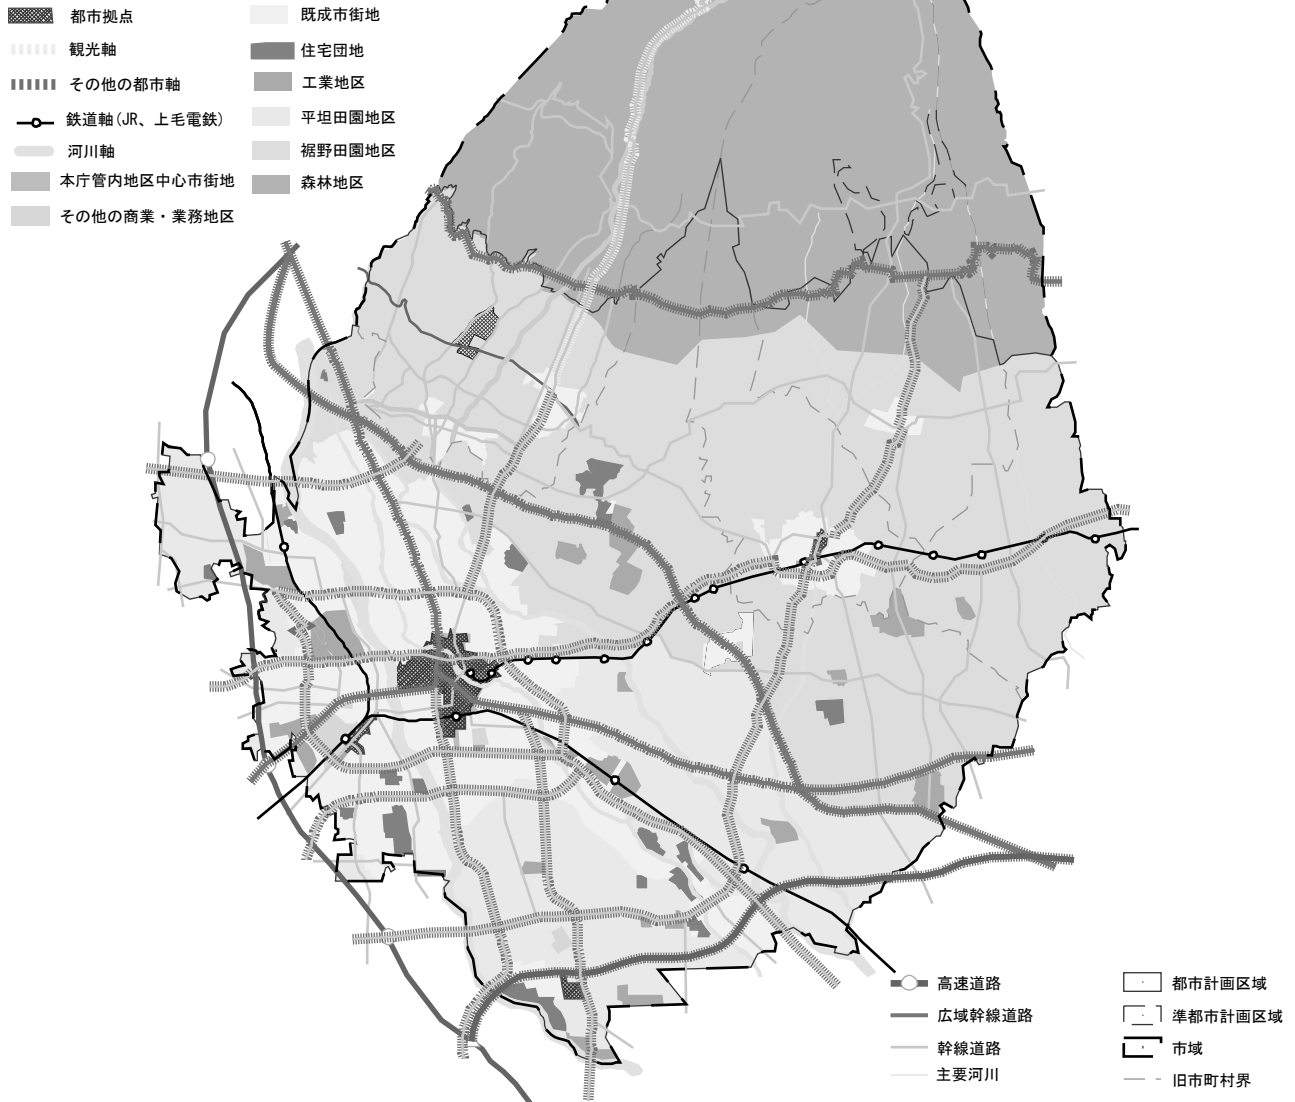 都市拠点
観光軸
その他の都市軸
鉄道軸(JR、上毛電鉄)
河川軸
本庁管内地区中心市街地
その他の商業・業務地区
既成市街地
住宅団地
工業地区
平坦田園地区
裾野田園地区
森林地区
高速道路
広域幹線道路
幹線道路
主要河川
都市計画区域
準都市計画区域
市域
旧市町村界